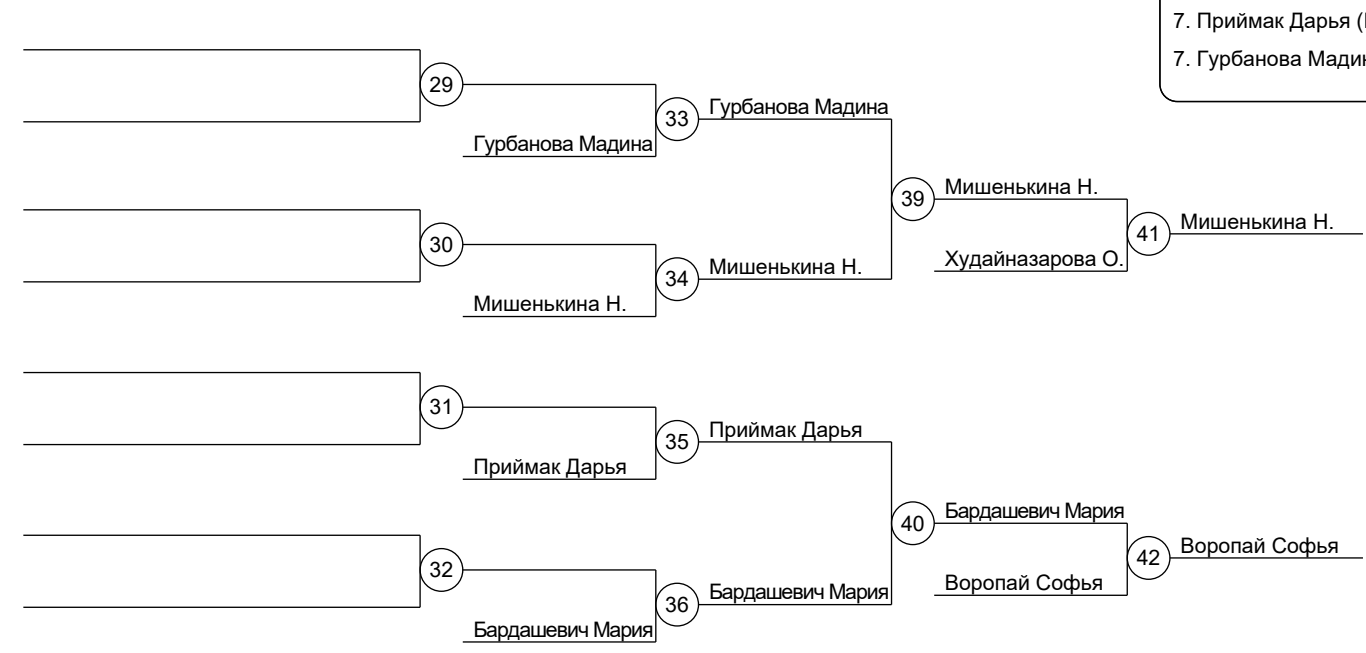 7. Приймак Дарья (
7. Гурбанова Мади
29
33
Гурбанова Мадина
Гурбанова Мадина
39
Мишенькина Н.
30
41
Мишенькина Н.
34
Мишенькина Н.
Худайназарова О.
Мишенькина Н.
31
35
Приймак Дарья
Приймак Дарья
40
Бардашевич Мария
32
42
Воропай Софья
36
Бардашевич Мария
Воропай Софья
Бардашевич Мария